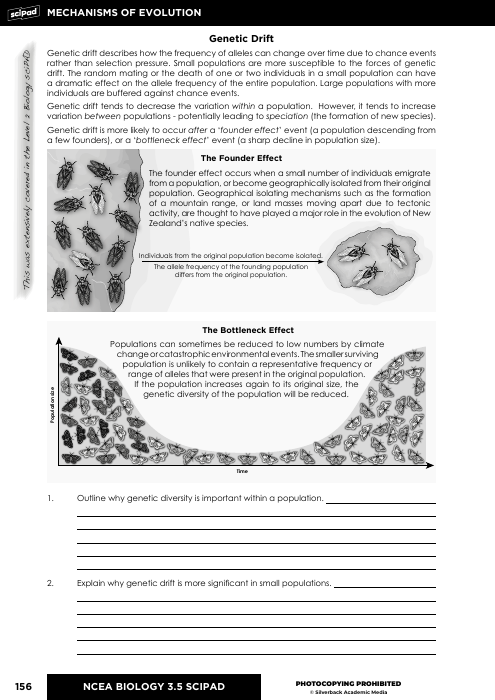 scipad MECHANISMS OF EVOLUTION
This was extensively covered in the Level 2 Biology sciPAD
Genetic Drift
Genetic drift describes how the frequency of alleles can change over time due to chance events
rather than selection pressure. Small populations are more susceptible to the forces of genetic
drift. The random mating or the death of one or two individuals in a small population can have
a dramatic effect on the allele frequency of the entire population. Large populations with more
individuals are buffered against chance events.
Genetic drift tends to decrease the variation within a population. However, it tends to increase
variation between populations - potentially leading to speciation (the formation of new species).
Genetic drift is more likely to occur after a 'founder effect' event (a population descending from
a few founders), or a 'bottleneck effect' event (a sharp decline in population size).
The Founder Effect
The founder effect occurs when a small number of individuals emigrate
from a population, or become geographically isolated from their original
population. Geographical isolating mechanisms such as the formation
of a mountain range, or land masses moving apart due to tectonic
activity, are thought to have played a major role in the evolution of New
Zealand's native species.
Individuals from the original population become isolated.
The allele frequency of the founding population
differs from the original population.
The Bottleneck Effect
Populations can sometimes be reduced to low numbers by climate
change or catastrophic environmental events. The smaller surviving
population is unlikely to contain a representative frequency or
range of alleles that were present in the original population.
If the population increases again to its original size, the
genetic diversity of the population will be reduced.
Population size
Time
1. Outline why genetic diversity is important within a population.
2. Explain why genetic drift is more significant in small populations.
156 NCEA BIOLOGY 3.5 SCIPAD
PHOTOCOPYING PROHIBITED
© Silverback Academic Media